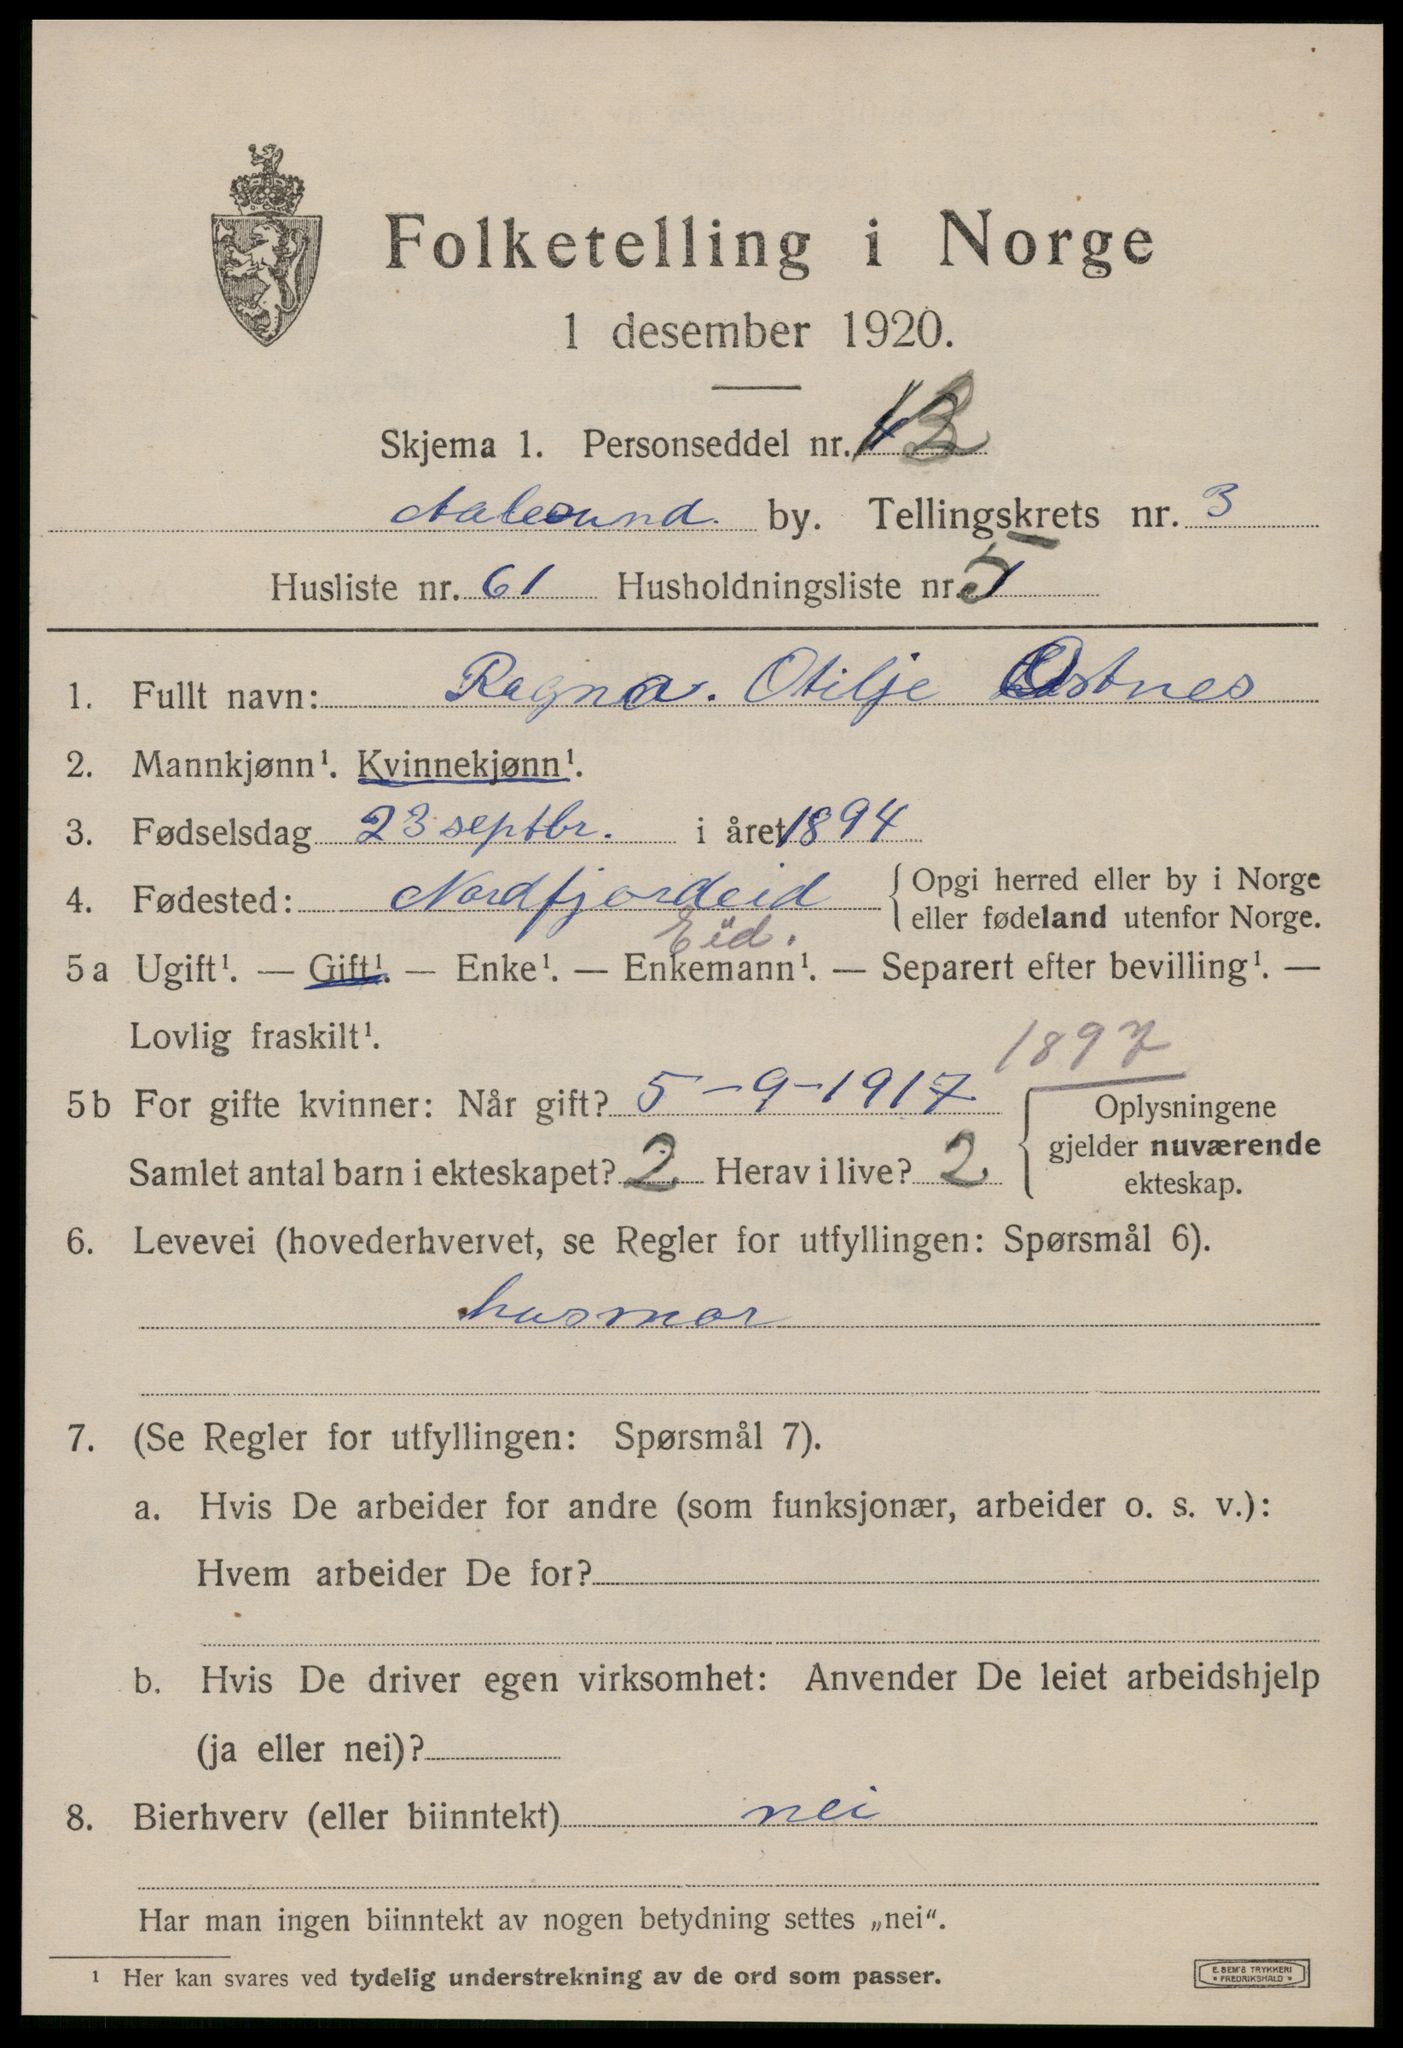 Folketelling i Norge
1 desember 1920.
Skjema 1. Personseddel nr.
Aalesund. by. Tellingskrets nr. 3
Husliste nr. 61 Husholdningsliste nr. 5
1. Fullt navn: Ragna. Otilje Ostnes
2. Mannkjønn¹. Kvinnekjønn¹.
3. Fødselsdag 23 septbr. i året 1894
4. Fødested: Nordfjordeid { Opgi herred eller by i Norge
eller fødeland utenfor Norge.
Eid.
5 a Ugift¹. — Gift¹. — Enke¹. — Enkemann¹. — Separert efter bevilling¹. —
Lovlig fraskilt¹.
1897
5 b For gifte kvinner: Når gift? 5-9-1917 { Oplysningene
gjelder nuværende
ekteskap.
Samlet antal barn i ekteskapet? 2 Herav i live? 2
6. Levevei (hovederhvervet, se Regler for utfyllingen: Spørsmål 6).
husmor
7. (Se Regler for utfyllingen: Spørsmål 7).
a. Hvis De arbeider for andre (som funksjonær, arbeider o. s. v.):
Hvem arbeider De for?
b. Hvis De driver egen virksomhet: Anvender De leiet arbeidshjelp
(ja eller nei)?
8. Bierhverv (eller biinntekt) nei
Har man ingen biinntekt av nogen betydning settes „nei“.
¹ Her kan svares ved tydelig understrekning av de ord som passer.
E. SEM'S TRYKKERI
* FREDRIKSHALD *